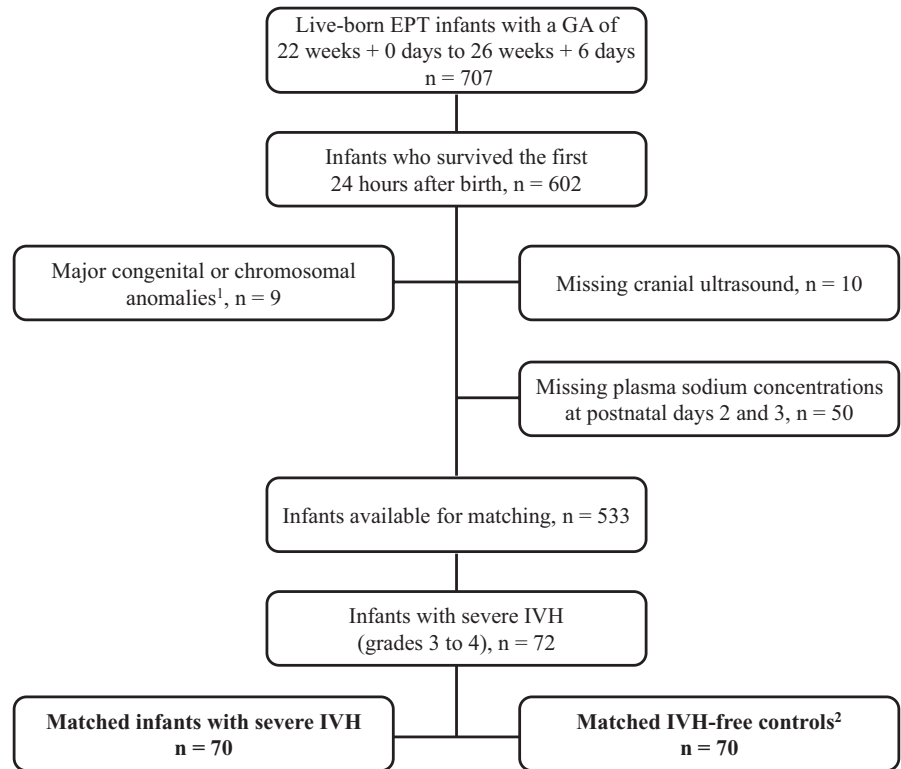 Live-born EPT infants with a GA of
22 weeks + 0 days to 26 weeks + 6 days
n = 707
Infants who survived the first
24 hours after birth, n = 602
Major congenital or chromosomal
anomalies¹, n = 9
Missing cranial ultrasound, n = 10
Missing plasma sodium concentrations
at postnatal days 2 and 3, n = 50
Infants available for matching, n = 533
Infants with severe IVH
(grades 3 to 4), n = 72
Matched infants with severe IVH
n = 70
Matched IVH-free controls²
n = 70